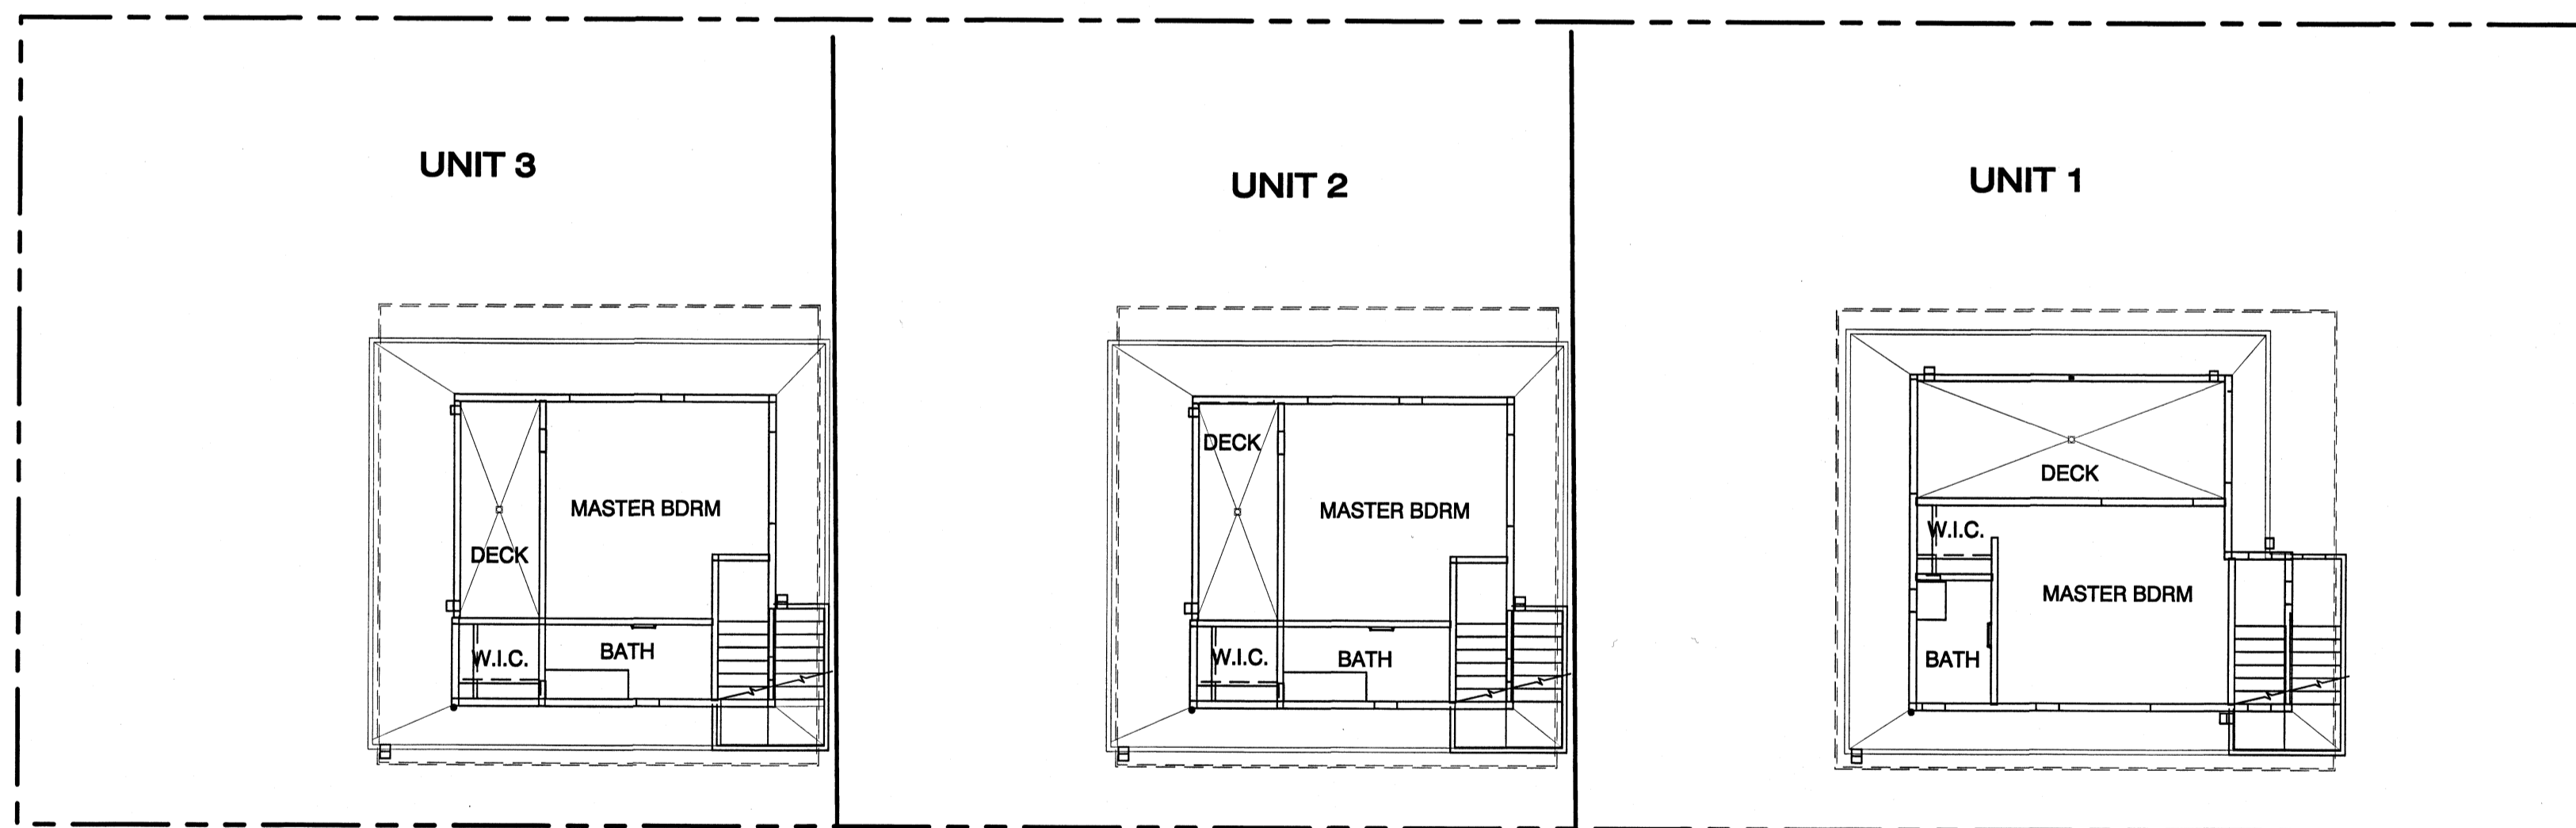 UNIT 3
MASTER BDRM
DECK
W.I.C.
BATH
UNIT 2
DECK
MASTER BDRM
W.I.C.
BATH
UNIT 1
DECK
W.I.C.
MASTER BDRM
BATH